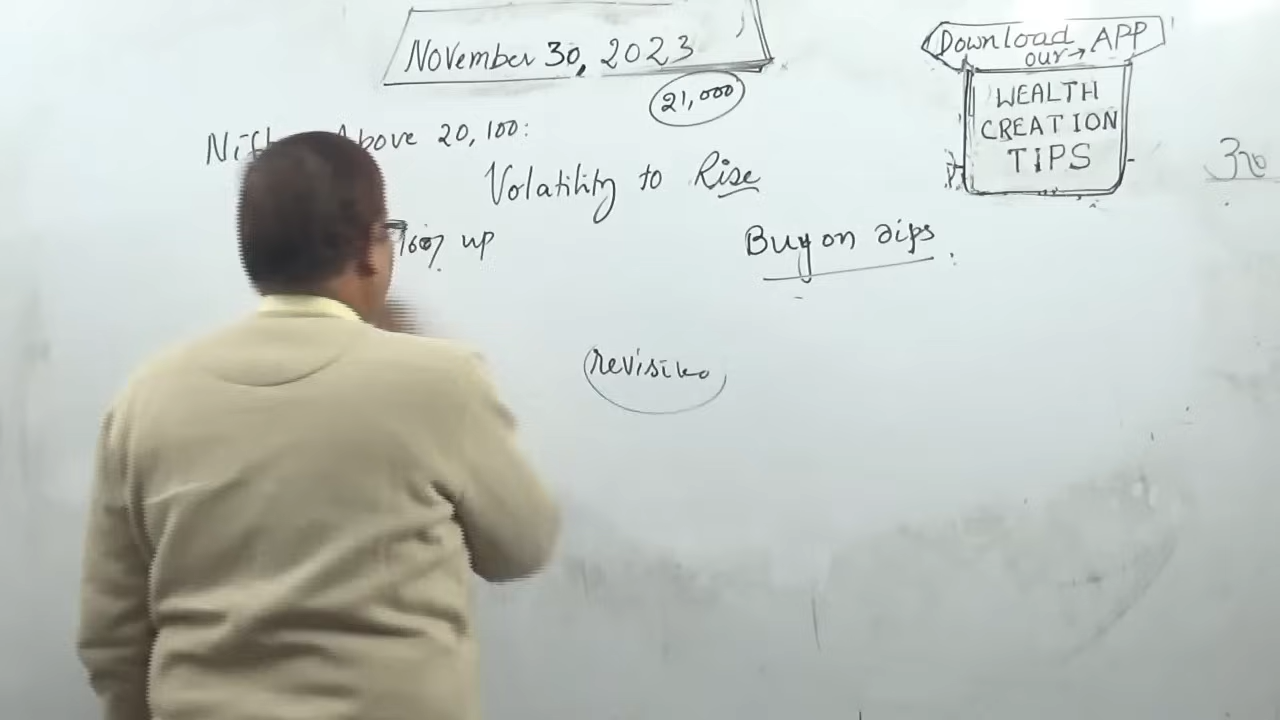 November 30, 2023
21,000
Above 20,100:
Volatility to Rise
up
Buy on dips
revision
Download APP
our→
WEALTH
CREATION
TIPS